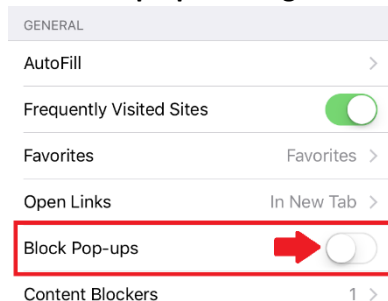 GENERAL
AutoFill
Frequently Visited Sites
Favorites Favorites
Open Links In New Tab
Block Pop-ups
Content Blockers 1